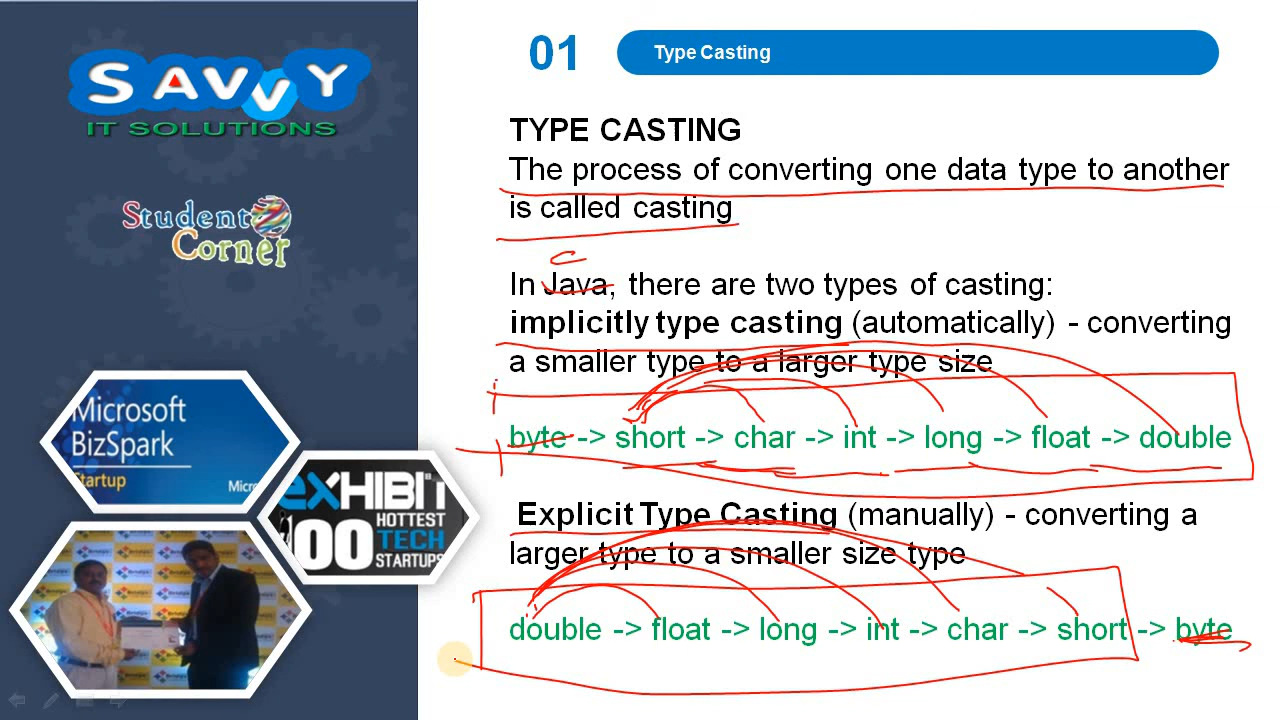 SAVVY
IT SOLUTIONS
Student
Corner
Microsoft
BizSpark
Startup
Micros
eXHIBIT
100 HOTTEST
TECH
STARTUPS
01
Type Casting
TYPE CASTING
The process of converting one data type to another
is called casting
C
In Java, there are two types of casting:
implicitly type casting (automatically) - converting
a smaller type to a larger type size
byte -> short -> char -> int -> long -> float -> double
Explicit Type Casting (manually) - converting a
larger type to a smaller size type
double -> float -> long -> int -> char -> short -> byte